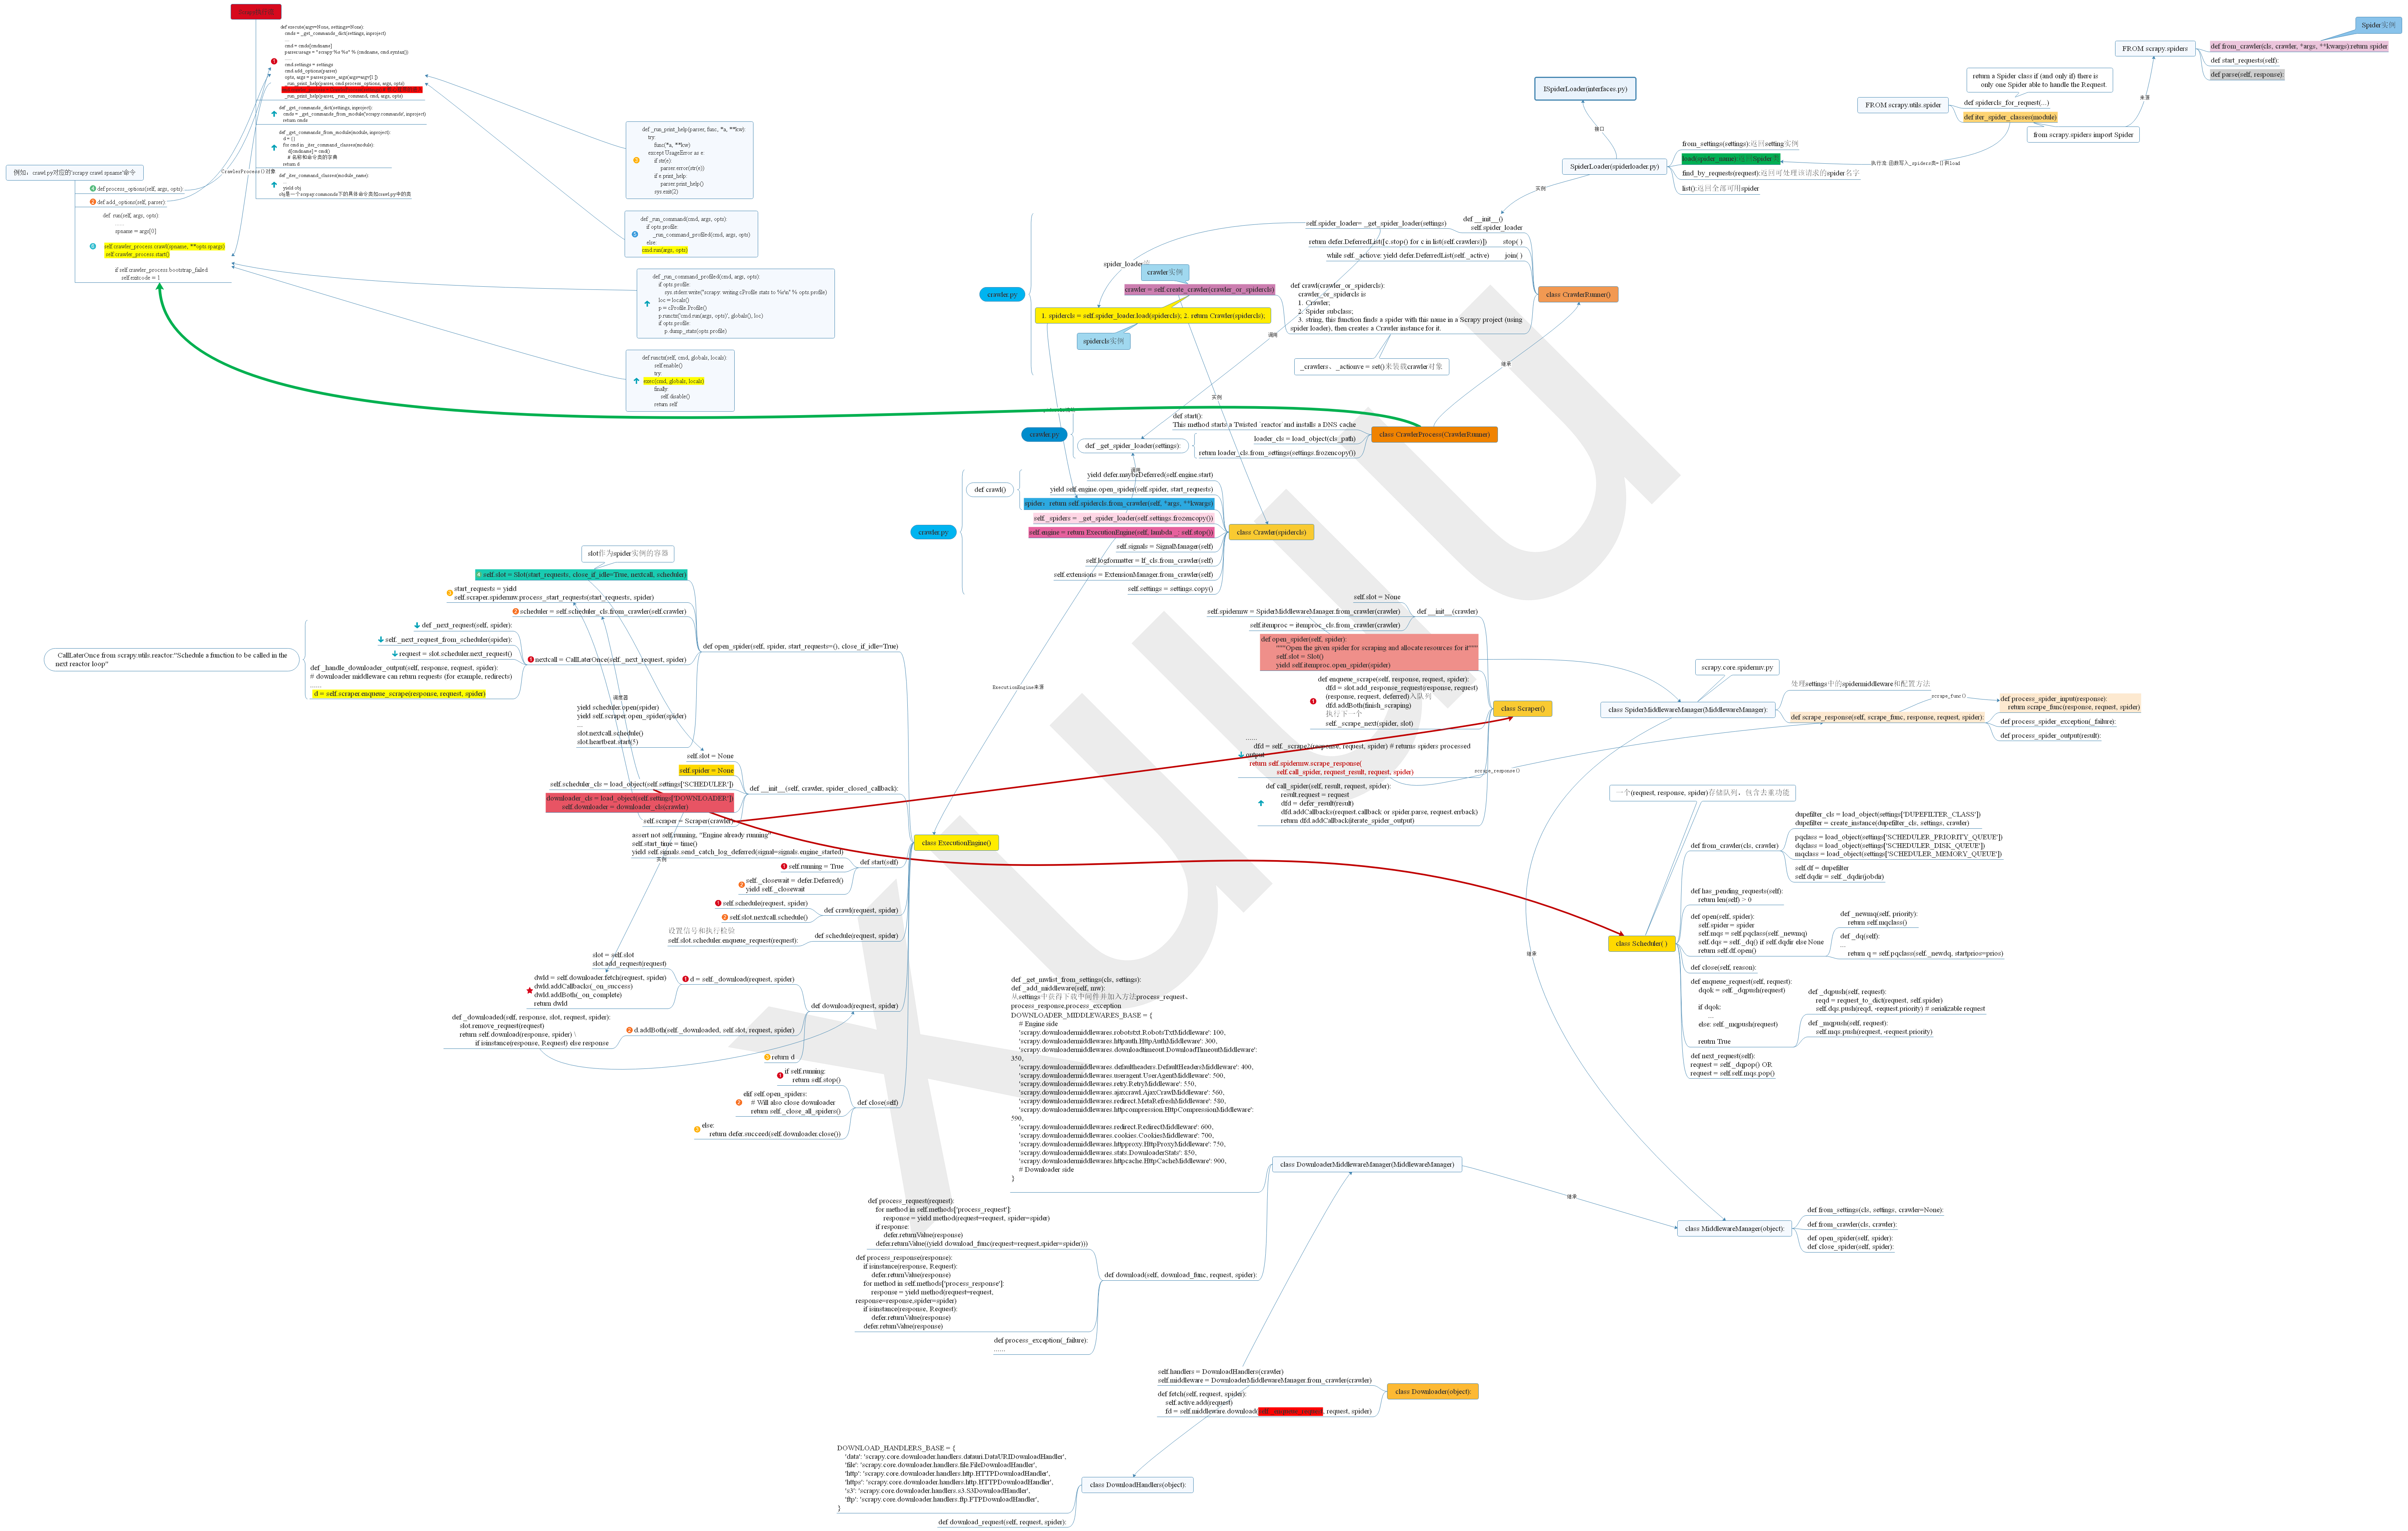 def execute(argv=None, settings=None):
cmds = _get_commands_dict(settings, inproject)
...
cmd = cmds[cmdname]
parser.usage = "scrapy %s %s" % (cmdname, cmd.syntax())
......
cmd.settings = settings
cmd.add_options(parser)
opts, args = parser.parse_args(args=argv[1:])
_run_print_help(parser, cmd.process_options, args, opts)
_run_print_help(parser, _run_command, cmd, args, opts)
def _get_commands_dict(settings, inproject):
cmds = _get_commands_from_module('scrapy.commands', inproject)
return cmds
def _get_commands_from_module(module, inproject):
d = {}
for cmd in _iter_command_classes(module):
d[cmdname] = cmd()
# 名称和命令类的字典
return d
def _iter_command_classes(module_name):
yield obj
obj是一个scrapy.commands下的具体命令类如crawl.py中的类
例如：crawl.py对应的'scrapy crawl spname'命令
def process_options(self, args, opts):
def add_options(self, parser)
def run(self, args, opts)
spname = args[0]
self.crawler_process.crawl(spname, **opts.spargs)
self.crawler_process.start()
if self.crawler_process.bootstrap_failed
self.exitcode = 1
CrawlerProcess()对象
def _run_print_help(parser, func, *a, **kw):
try:
func(*a, **kw)
except UsageError as e:
if str(e):
parser.error(str(e))
if e.print_help:
parser.print_help()
sys.exit(2)
def _run_command(cmd, args, opts):
if opts.profile:
_run_command_profiled(cmd, args, opts)
else:
cmd.run(args, opts)
def _run_command_profiled(cmd, args, opts):
if opts.profile:
sys.stderr.write("scrapy: writing cProfile stats to %r\n" % opts.profile)
loc = locals()
p = cProfile.Profile()
p.runctx('cmd.run(args, opts)', globals(), loc)
if opts.profile:
p.dump_stats(opts.profile)
def runctx(self, cmd, globals, locals):
self.enable()
try:
exec(cmd, globals, locals)
finally:
self.disable()
return self
Spider实例
FROM scrapy.spiders
def from_crawler(cls, crawler, *args, **kwargs):return spider
def start_requests(self):
def parse(self, response):
来源
return a Spider class if (and only if) there is
only one Spider able to handle the Request.
FROM scrapy.utils.spider
def spidercls_for_request(...)
def iter_spider_classes(module)
from scrapy.spiders import Spider
ISpiderLoader(interfaces.py)
接口
SpiderLoader(spiderloader.py)
from_settings(settings):返回setting实例
find_by_requests(request):返回可处理该请求的spider名字
list():返回全部可用spider
实例
def __init__()
self.spider_loader
self.spider_loader= _get_spider_loader(settings)
return defer.DeferredList([c.stop() for c in list(self.crawlers)])
stop( )
while self._actiove: yield defer.DeferredList(self._active)
join( )
crawler实例
crawler.py
crawler = self.create_crawler(crawler_or_spidercls)
1. spidercls = self.spider_loader.load(spidercls); 2. return Crawler(spidercls);
spidercls实例
def crawl(crawler_or_spidercls):
crawler_or_spidercls is
1. Crawler;
2. Spider subclass;
3. string, this function finds a spider with this name in a Scrapy project (using
spider loader), then creates a Crawler instance for it.
class CrawlerRunner()
_crawlers、_actionve = set()来装载crawler对象
调用
实例
继承
crawler.py
def _get_spider_loader(settings):
def start():
This method starts a Twisted `reactor`and installs a DNS cache
loader_cls = load_object(cls_path)
return loader_cls.from_settings(settings.frozencopy())
class CrawlerProcess(CrawlerRunner)
调用
def crawl()
yield defer.maybeDeferred(self.engine.start)
yield self.engine.open_spider(self.spider, start_requests)
spider：return self.spidercls.from_crawler(self, *args, **kwargs)
crawler.py
self._spiders = _get_spider_loader(self.settings.frozencopy())
self.engine = return ExecutionEngine(self, lambda _: self.stop())
self.signals = SignalManager(self)
self.logformatter = lf_cls.from_crawler(self)
self.extensions = ExtensionManager.from_crawler(self)
self.settings = settings.copy()
class Crawler(spidercls)
slot作为spider实例的容器
self.slot = Slot(start_requests, close_if_idle=True, nextcall, scheduler)
start_requests = yield
self.scraper.spidermw.process_start_requests(start_requests, spider)
scheduler = self.scheduler_cls.from_crawler(self.crawler)
CallLaterOnce from scrapy.utils.reactor:"Schedule a function to be called in the
next reactor loop"
def _next_request(self, spider):
self._next_request_from_scheduler(spider):
request = slot.scheduler.next_request()
def _handle_downloader_output(self, response, request, spider):
# downloader middleware can return requests (for example, redirects)
......
d = self.scraper.enqueue_scrape(response, request, spider)
nextcall = CallLaterOnce(self._next_request, spider)
def open_spider(self, spider, start_requests=(), close_if_idle=True)
yield scheduler.open(spider)
yield self.scraper.open_spider(spider)
...
slot.nextcall.schedule()
slot.heartbeat.start(5)
调度器
ExecutionEngine来源
self.slot = None
self.spider = None
self.scheduler_cls = load_object(self.settings['SCHEDULER'])
downloader_cls = load_object(self.settings['DOWNLOADER'])
self.downloader = downloader_cls(crawler)
self.scraper = Scraper(crawler)
def __init__(self, crawler, spider_closed_callback):
class ExecutionEngine()
assert not self.running, "Engine already running"
self.start_time = time()
yield self.signals.send_catch_log_deferred(signal=signals.engine_started)
实例
self.running = True
self._closewait = defer.Deferred()
yield self._closewait
def start(self)
self.schedule(request, spider)
self.slot.nextcall.schedule()
def crawl(request, spider)
设置信号和执行检验
self.slot.scheduler.enqueue_request(request):
def schedule(request, spider)
slot = self.slot
slot.add_request(request)
dwld = self.downloader.fetch(request, spider)
dwld.addCallbacks(_on_success)
dwld.addBoth(_on_complete)
return dwld
d = self._download(request, spider)
def download(request, spider)
def _downloaded(self, response, slot, request, spider):
slot.remove_request(request)
return self.download(response, spider) \
if isinstance(response, Request) else response
d.addBoth(self._downloaded, self.slot, request, spider)
return d
if self.running:
return self.stop()
elif self.open_spiders:
# Will also close downloader
return self._close_all_spiders()
else:
return defer.succeed(self.downloader.close())
def close(self)
self.slot = None
self.spidermw = SpiderMiddlewareManager.from_crawler(crawler)
self.itemproc = itemproc_cls.from_crawler(crawler)
def __init__(crawler)
def open_spider(self, spider):
"""Open the given spider for scraping and allocate resources for it"""
self.slot = Slot()
yield self.itemproc.open_spider(spider)
def enqueue_scrape(self, response, request, spider):
dfd = slot.add_response_request(response, request)
(response, request, deferred)入队列
dfd.addBoth(finish_scraping)
执行下一个
self._scrape_next(spider, slot)
class Scraper()
......
dfd = self._scrape2(response, request, spider) # returns spiders processed
output
return self.spidermw.scrape_response(
self.call_spider, request_result, request, spider)
def call_spider(self, result, request, spider):
result.request = request
dfd = defer_result(result)
dfd.addCallbacks(request.callback or spider.parse, request.errback)
return dfd.addCallback(iterate_spider_output)
scrapy.core.spidermv.py
class SpiderMiddlewareManager(MiddlewareManager):
处理settings中的spidermiddleware和配置方法
def scrape_response(self, scrape_func, response, request, spider):
scrape_func()
def process_spider_input(response):
return scrape_func(response, request, spider)
def process_spider_exception(_failure):
def process_spider_output(result):
scrape_response()
一个(request, response, spider)存储队列，包含去重功能
class Scheduler( )
def from_crawler(cls, crawler)
dupefilter_cls = load_object(settings['DUPEFILTER_CLASS'])
dupefilter = create_instance(dupefilter_cls, settings, crawler)
pqclass = load_object(settings['SCHEDULER_PRIORITY_QUEUE'])
dqclass = load_object(settings['SCHEDULER_DISK_QUEUE'])
mqclass = load_object(settings['SCHEDULER_MEMORY_QUEUE'])
self.df = dupefilter
self.dqdir = self._dqdir(jobdir)
def has_pending_requests(self):
return len(self) > 0
def open(self, spider):
self.spider = spider
self.mqs = self.pqclass(self._newmq)
self.dqs = self._dq() if self.dqdir else None
return self.df.open()
def _newmq(self, priority):
return self.mqclass()
def _dq(self):
...
return q = self.pqclass(self._newdq, startprios=prios)
def close(self, reason):
def enqueue_request(self, request):
dqok = self._dqpush(request)
if dqok:
...
else: self._mqpush(request)
reutrn True
def _dqpush(self, request):
reqd = request_to_dict(request, self.spider)
self.dqs.push(reqd, -request.priority) # serializable request
def _mqpush(self, request):
self.mqs.push(request, -request.priority)
def next_request(self):
request = self._dqpop() OR
request = self.self.mqs.pop()
继承
def _get_mwlist_from_settings(cls, settings):
def _add_middleware(self, mw):
从settings中获得下载中间件并加入方法process_request、
process_response,process_exception
DOWNLOADER_MIDDLEWARES_BASE = {
# Engine side
'scrapy.downloadermiddlewares.robotstxt.RobotsTxtMiddleware': 100,
'scrapy.downloadermiddlewares.httpauth.HttpAuthMiddleware': 300,
'scrapy.downloadermiddlewares.downloadtimeout.DownloadTimeoutMiddleware':
350,
'scrapy.downloadermiddlewares.defaultheaders.DefaultHeadersMiddleware': 400,
'scrapy.downloadermiddlewares.useragent.UserAgentMiddleware': 500,
'scrapy.downloadermiddlewares.retry.RetryMiddleware': 550,
'scrapy.downloadermiddlewares.ajaxcrawl.AjaxCrawlMiddleware': 560,
'scrapy.downloadermiddlewares.redirect.MetaRefreshMiddleware': 580,
'scrapy.downloadermiddlewares.httpcompression.HttpCompressionMiddleware':
590,
'scrapy.downloadermiddlewares.redirect.RedirectMiddleware': 600,
'scrapy.downloadermiddlewares.cookies.CookiesMiddleware': 700,
'scrapy.downloadermiddlewares.httpproxy.HttpProxyMiddleware': 750,
'scrapy.downloadermiddlewares.stats.DownloaderStats': 850,
'scrapy.downloadermiddlewares.httpcache.HttpCacheMiddleware': 900,
# Downloader side
}
class DownloaderMiddlewareManager(MiddlewareManager)
继承
def process_request(request):
for method in self.methods['process_request']:
response = yield method(request=request, spider=spider)
if response:
defer.returnValue(response)
defer.returnValue((yield download_func(request=request,spider=spider)))
def process_response(response):
if isinstance(response, Request):
defer.returnValue(response)
for method in self.methods['process_response']:
response = yield method(request=request,
response=response,spider=spider)
if isinstance(response, Request):
defer.returnValue(response)
defer.returnValue(response)
def process_exception(_failure):
......
def download(self, download_func, request, spider):
class MiddlewareManager(object):
def from_settings(cls, settings, crawler=None):
def from_crawler(cls, crawler):
def open_spider(self, spider):
def close_spider(self, spider):
self.handlers = DownloadHandlers(crawler)
self.middleware = DownloaderMiddlewareManager.from_crawler(crawler)
def fetch(self, request, spider):
self.active.add(request)
fd = self.middleware.download( , request, spider)
class Downloader(object):
DOWNLOAD_HANDLERS_BASE = {
'data': 'scrapy.core.downloader.handlers.datauri.DataURIDownloadHandler',
'file': 'scrapy.core.downloader.handlers.file.FileDownloadHandler',
'http': 'scrapy.core.downloader.handlers.http.HTTPDownloadHandler',
'https': 'scrapy.core.downloader.handlers.http.HTTPDownloadHandler',
's3': 'scrapy.core.downloader.handlers.s3.S3DownloadHandler',
'ftp': 'scrapy.core.downloader.handlers.ftp.FTPDownloadHandler',
}
class DownloadHandlers(object):
def download_request(self, request, spider):